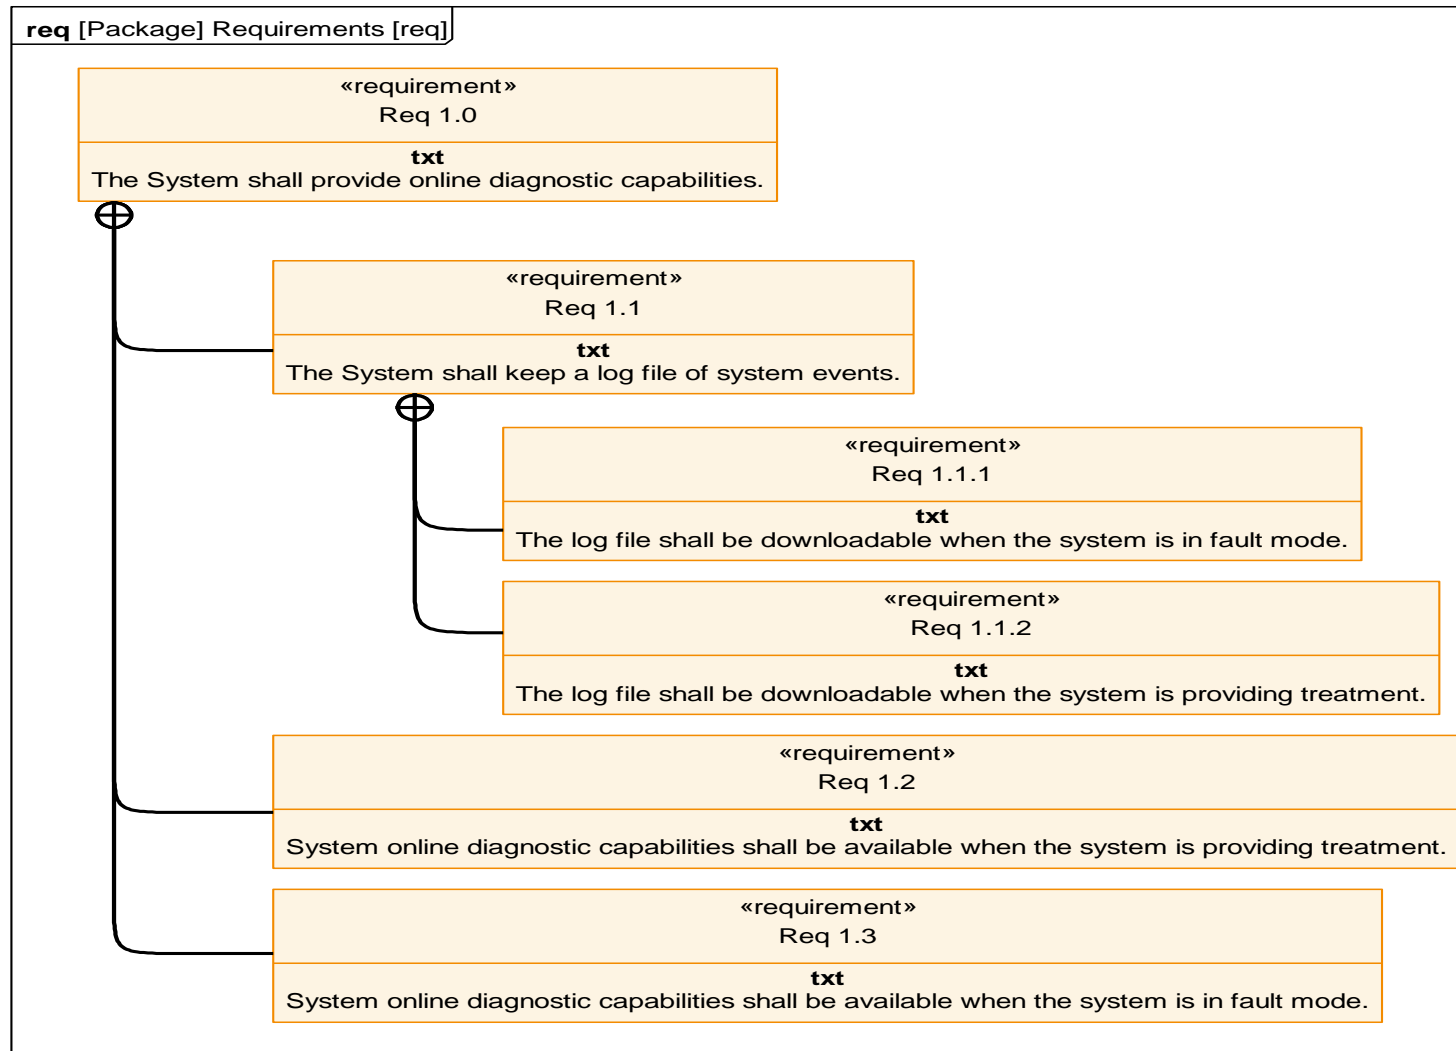 req [Package] Requirements [req]
«requirement»
Req 1.0
txt
The System shall provide online diagnostic capabilities.
«requirement»
Req 1.1
txt
The System shall keep a log file of system events.
«requirement»
Req 1.1.1
txt
The log file shall be downloadable when the system is in fault mode.
«requirement»
Req 1.1.2
txt
The log file shall be downloadable when the system is providing treatment.
«requirement»
Req 1.2
txt
System online diagnostic capabilities shall be available when the system is providing treatment.
«requirement»
Req 1.3
txt
System online diagnostic capabilities shall be available when the system is in fault mode.